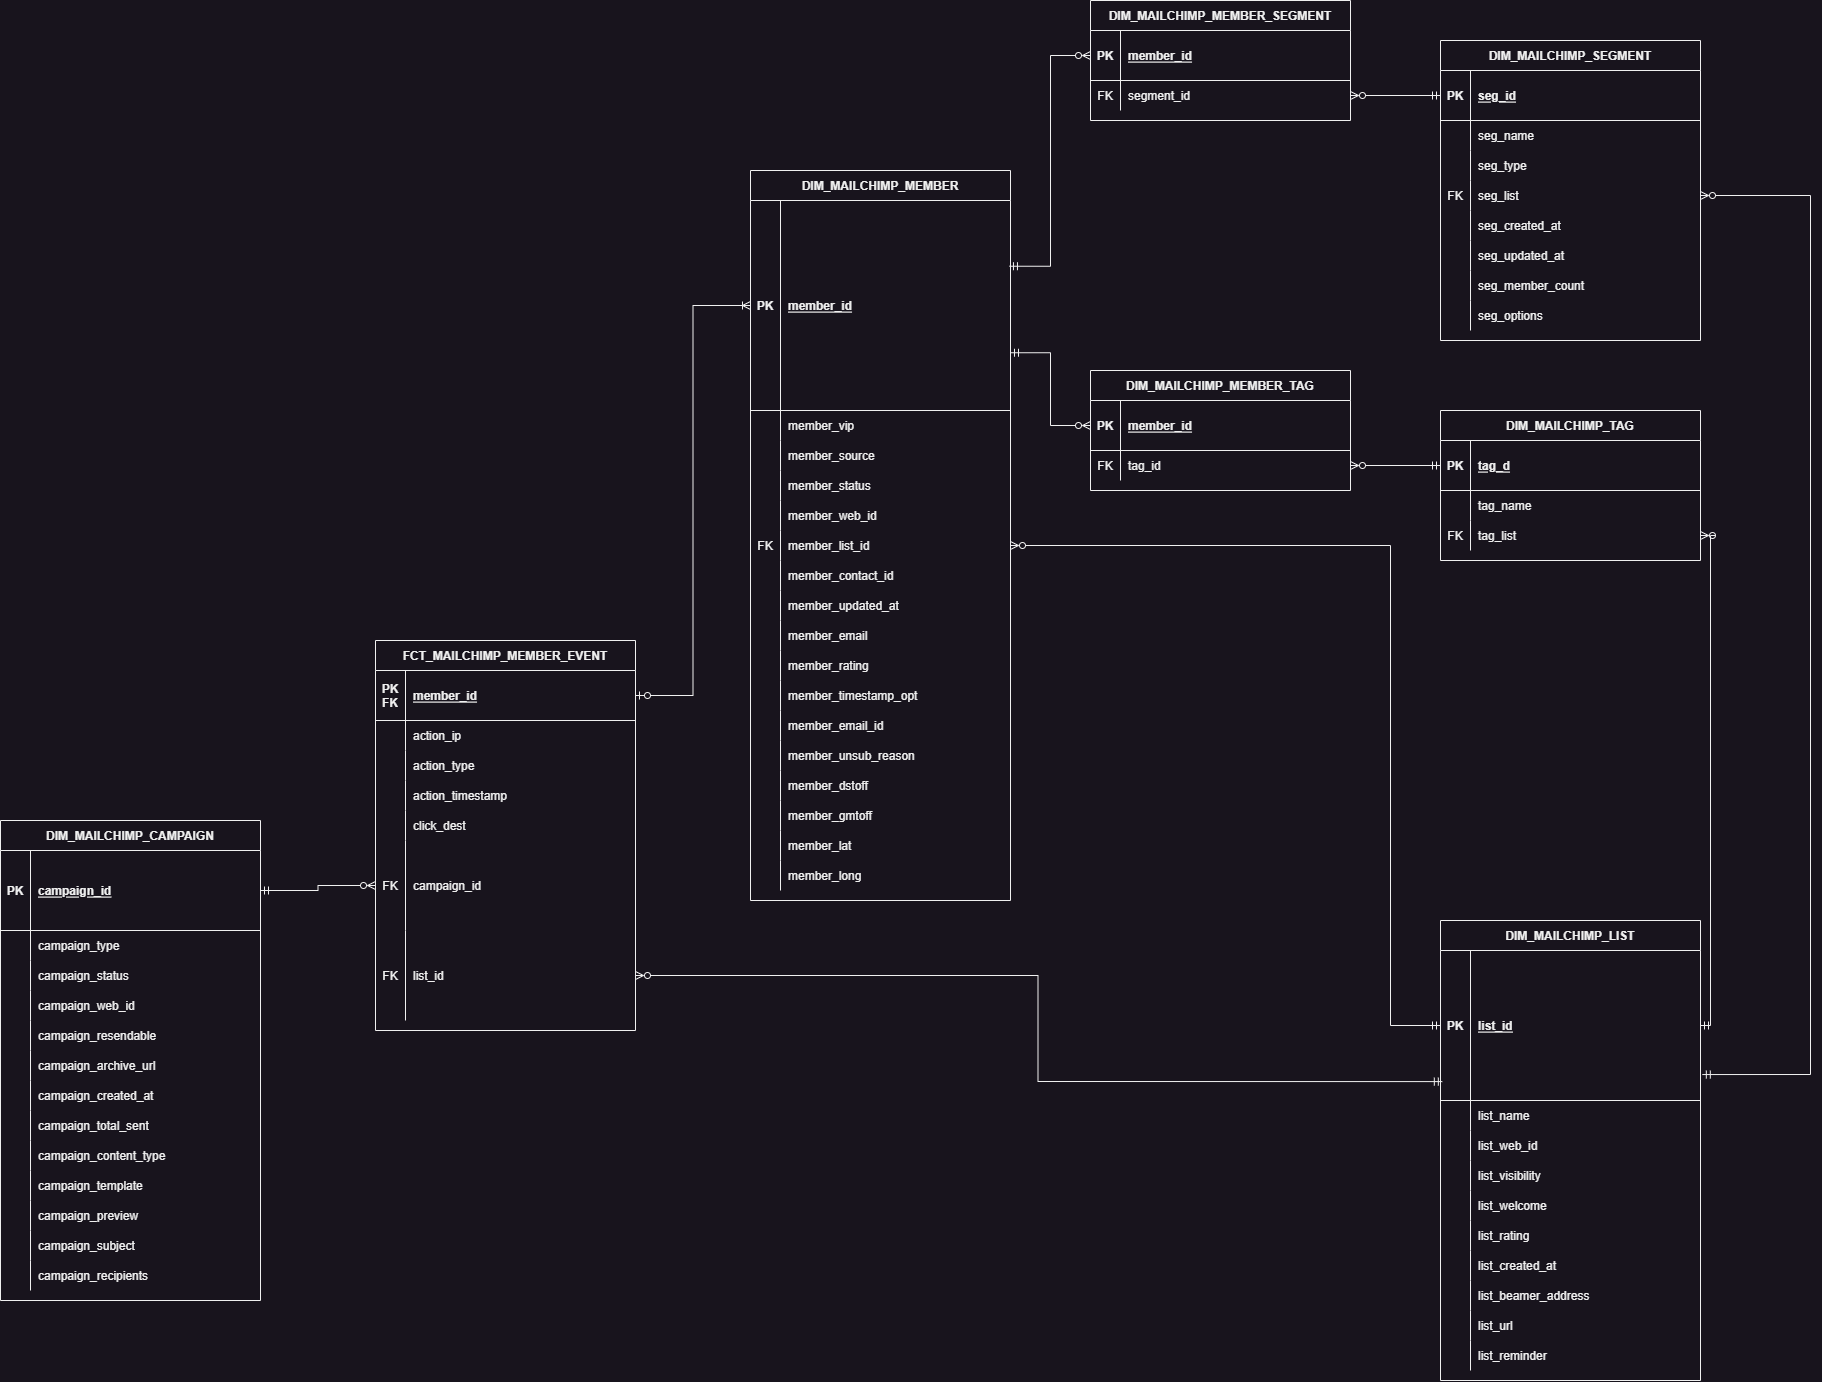 DIM_MAILCHIMP_MEMBER_SEGMENT
PK member_id
FK segment_id
DIM_MAILCHIMP_SEGMENT
PK seg_id
seg_name
seg_type
FK seg_list
seg_created_at
seg_updated_at
seg_member_count
seg_options
DIM_MAILCHIMP_MEMBER
PK member_id
member_vip
member_source
member_status
member_web_id
FK member_list_id
member_contact_id
member_updated_at
member_email
member_rating
member_timestamp_opt
member_email_id
member_unsub_reason
member_dstoff
member_gmtoff
member_lat
member_long
DIM_MAILCHIMP_MEMBER_TAG
PK member_id
FK tag_id
DIM_MAILCHIMP_TAG
PK tag_d
tag_name
FK tag_list
FCT_MAILCHIMP_MEMBER_EVENT
PK
FK member_id
action_ip
action_type
action_timestamp
click_dest
FK campaign_id
FK list_id
DIM_MAILCHIMP_CAMPAIGN
PK campaign_id
campaign_type
campaign_status
campaign_web_id
campaign_resendable
campaign_archive_url
campaign_created_at
campaign_total_sent
campaign_content_type
campaign_template
campaign_preview
campaign_subject
campaign_recipients
DIM_MAILCHIMP_LIST
PK list_id
list_name
list_web_id
list_visibility
list_welcome
list_rating
list_created_at
list_beamer_address
list_url
list_reminder